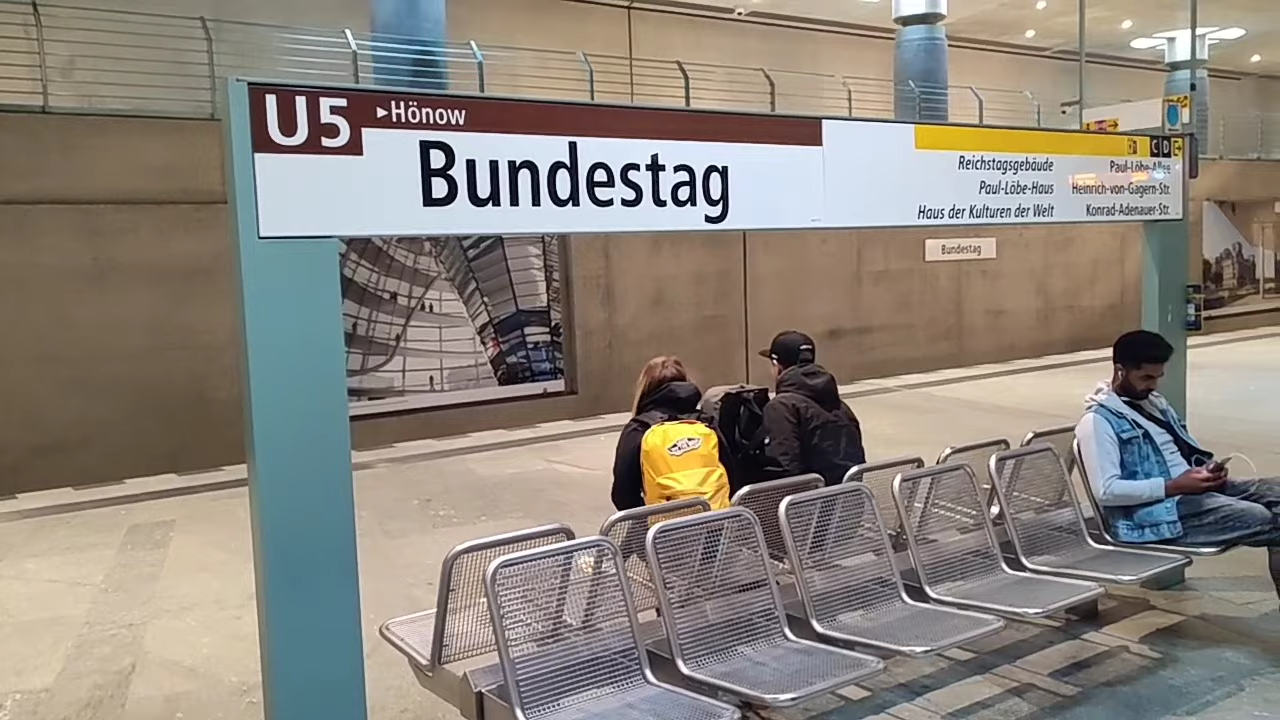 U5 ▸Hönow
Bundestag
Reichstagsgebäude
Paul-Löbe-Haus
Haus der Kulturen der Welt
C D
Paul-Löbe-Allee
Heinrich-von-Gagern-Str.
Konrad-Adenauer-Str.
Bundestag